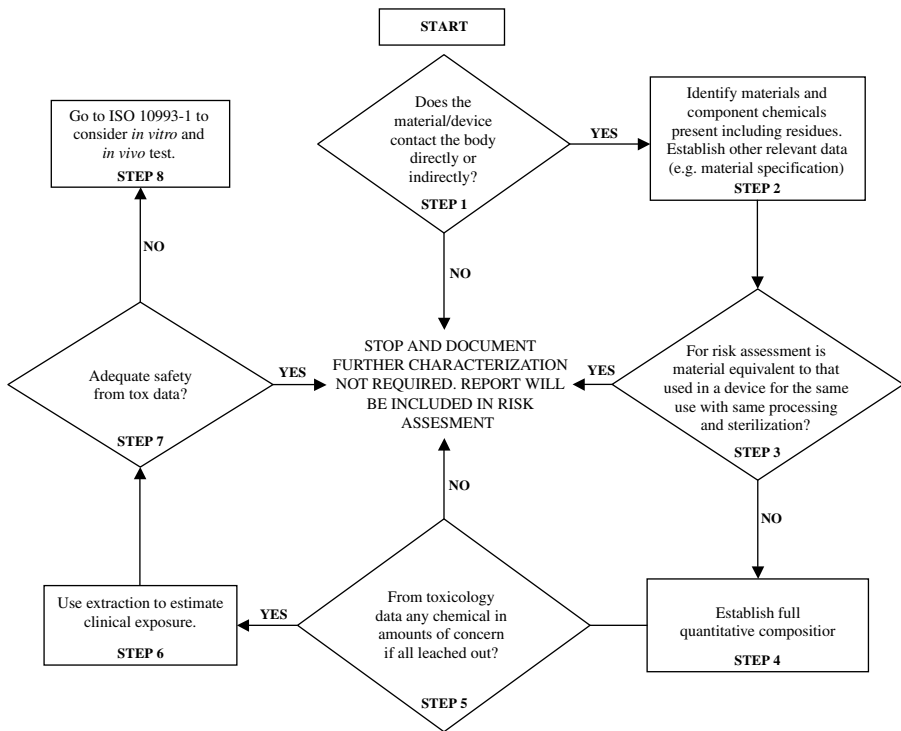 START
Does the
material/device
contact the body
directly or
indirectly?
STEP 1
YES
NO
Identify materials and
component chemicals
present including residues.
Establish other relevant data
(e.g. material specification)
STEP 2
For risk assessment is
material equivalent to that
used in a device for the same
use with same processing
and sterilization?
STEP 3
YES
NO
Establish full
quantitative compositior
STEP 4
From toxicology
data any chemical in
amounts of concern
if all leached out?
STEP 5
NO
YES
Use extraction to estimate
clinical exposure.
STEP 6
Adequate safety
from tox data?
STEP 7
YES
NO
Go to ISO 10993-1 to
consider in vitro and
in vivo test.
STEP 8
STOP AND DOCUMENT
FURTHER CHARACTERIZATION
NOT REQUIRED. REPORT WILL
BE INCLUDED IN RISK
ASSESMENT